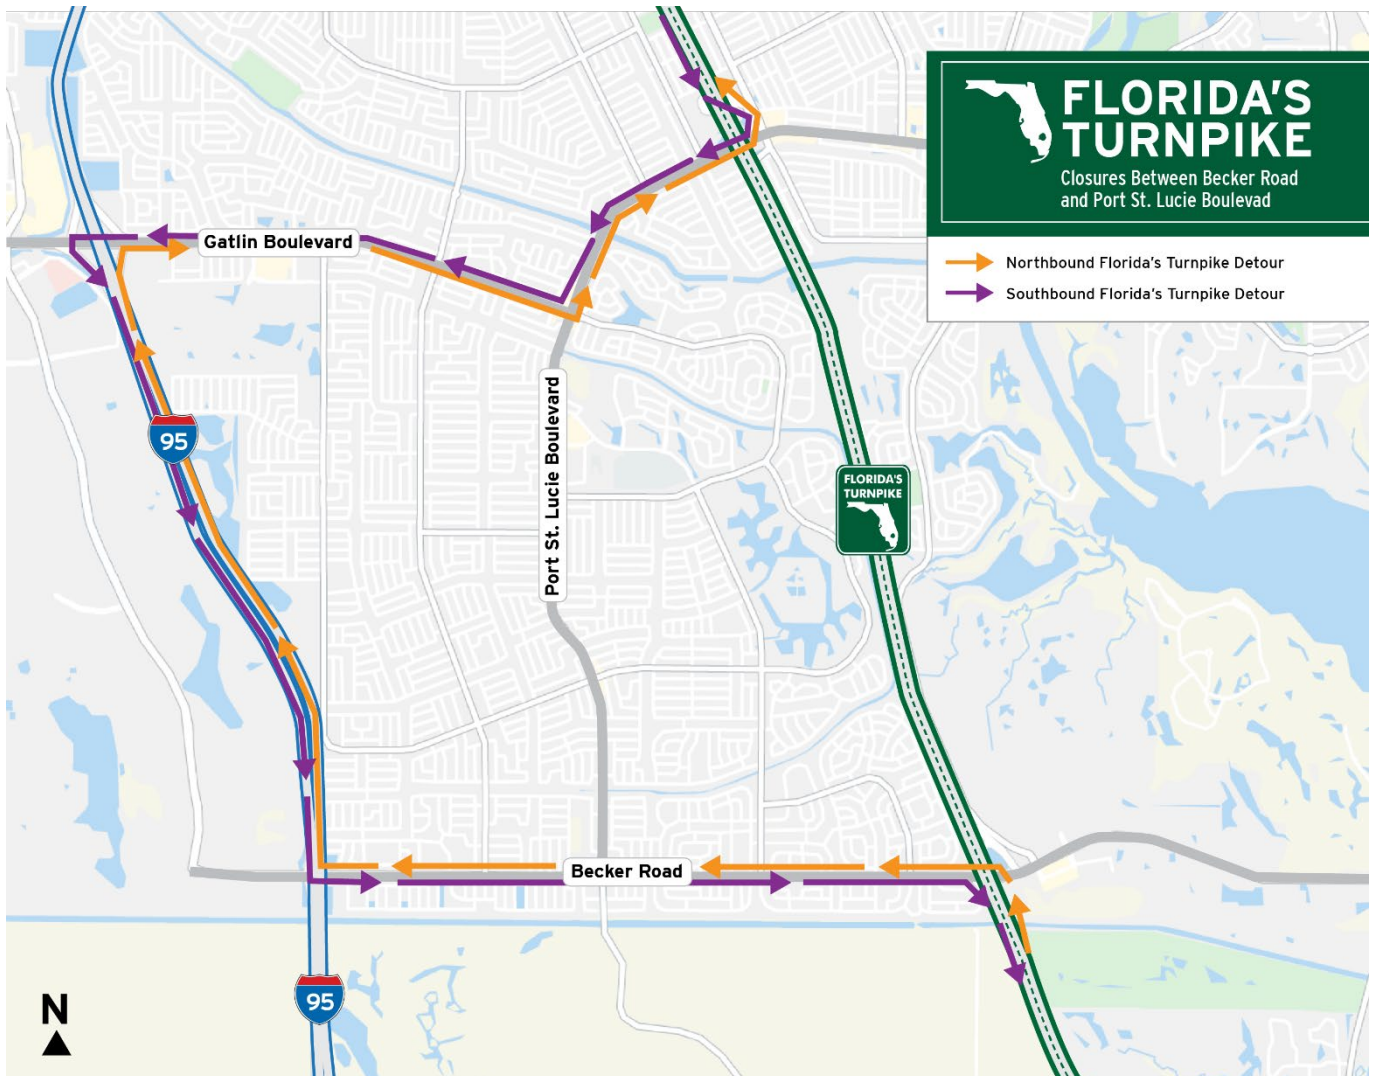 FLORIDA'S
TURNPIKE
Closures Between Becker Road
and Port St. Lucie Boulevad
Northbound Florida's Turnpike Detour
Southbound Florida's Turnpike Detour
Gatlin Boulevard
Port St. Lucie Boulevard
95
FLORIDA'S
TURNPIKE
Becker Road
95
N